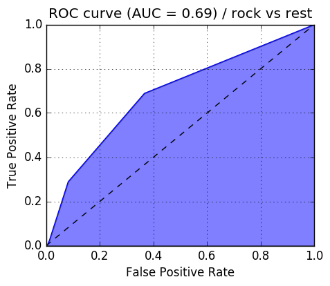 ROC curve (AUC = 0.69) / rock vs rest
1.0
0.8
0.6
0.4
0.2
0.0
True Positive Rate
0.0 0.2 0.4 0.6 0.8 1.0
False Positive Rate